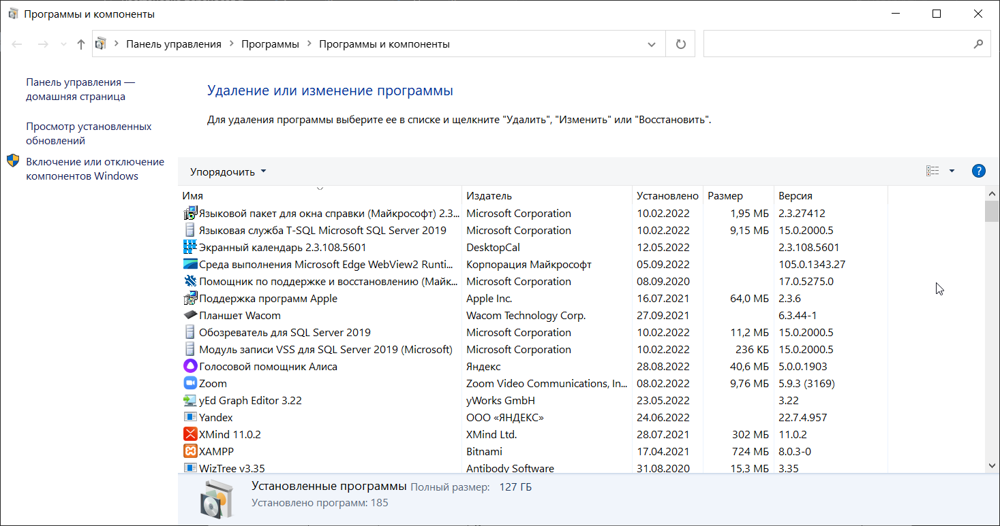 Программы и компоненты
Панель управления Программы Программы и компоненты
Панель управления —
домашняя страница
Просмотр установленных
обновлений
Включение или отключение
компонентов Windows
Удаление или изменение программы
Для удаления программы выберите ее в списке и щелкните "Удалить", "Изменить" или "Восстановить".
Упорядочить
?
Имя Издатель Установлено Размер Версия
Языковой пакет для окна справки (Майкрософт) 2.3... Microsoft Corporation 10.02.2022 1,95 МБ 2.3.27412
Языковая служба T-SQL Microsoft SQL Server 2019 Microsoft Corporation 10.02.2022 9,15 МБ 15.0.2000.5
Экранный календарь 2.3.108.5601 DesktopCal 12.05.2022 2.3.108.5601
Среда выполнения Microsoft Edge WebView2 Runti... Корпорация Майкрософт 05.09.2022 105.0.1343.27
Помощник по поддержке и восстановлению (Майк... Microsoft Corporation 08.09.2020 17.0.5275.0
Поддержка программ Apple Apple Inc. 16.07.2021 64,0 МБ 2.3.6
Планшет Wacom Wacom Technology Corp. 27.09.2021 6.3.44-1
Обозреватель для SQL Server 2019 Microsoft Corporation 10.02.2022 11,2 МБ 15.0.2000.5
Модуль записи VSS для SQL Server 2019 (Microsoft) Microsoft Corporation 10.02.2022 236 КБ 15.0.2000.5
Голосовой помощник Алиса Яндекс 28.08.2022 40,6 МБ 5.0.0.1903
Zoom Zoom Video Communications, In... 08.02.2022 9,76 МБ 5.9.3 (3169)
yEd Graph Editor 3.22 yWorks GmbH 23.05.2022 3.22
Yandex ООО «ЯНДЕКС» 24.06.2022 22.7.4.957
XMind 11.0.2 XMind Ltd. 28.07.2021 302 МБ 11.0.2
XAMPP Bitnami 17.04.2021 724 МБ 8.0.3-0
WizTree v3.35 Antibody Software 31.08.2020 15,3 МБ 3.35
Установленные программы Полный размер: 127 ГБ
Установлено программ: 185